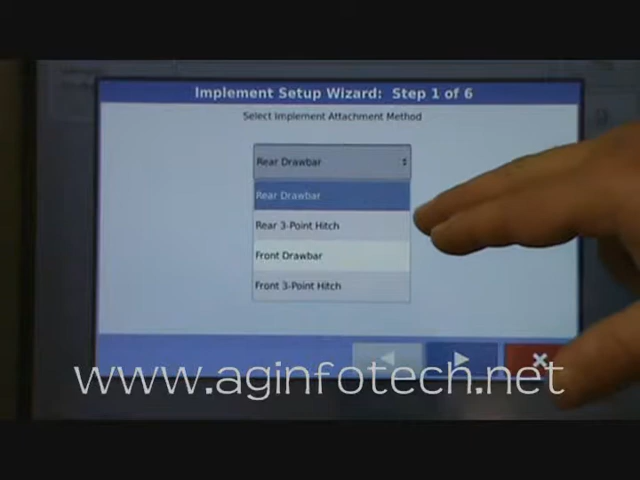 Implement Setup Wizard: Step 1 of 6
Select Implement Attachment Method
Rear Drawbar
Rear Drawbar
Rear 3-Point Hitch
Front Drawbar
Front 3-Point Hitch
www.aginfotech.net